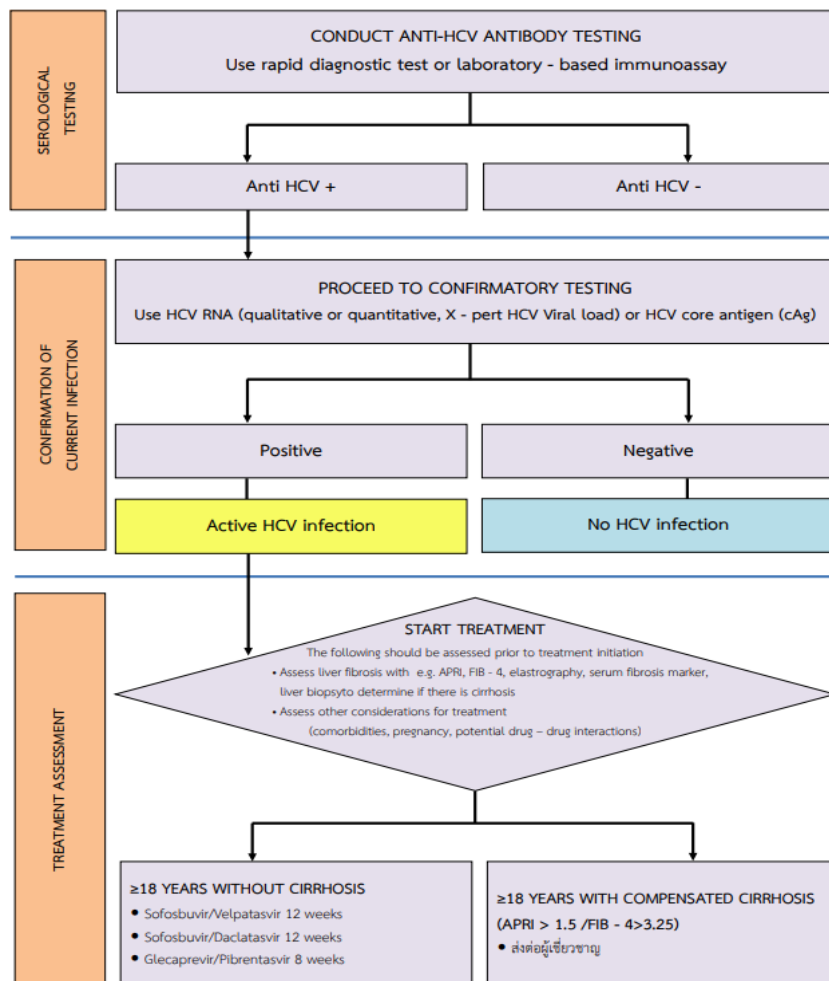 SEROLOGICAL
TESTING
CONDUCT ANTI-HCV ANTIBODY TESTING
Use rapid diagnostic test or laboratory - based immunoassay
Anti HCV +
Anti HCV -
CONFIRMATION OF
CURRENT INFECTION
PROCEED TO CONFIRMATORY TESTING
Use HCV RNA (qualitative or quantitative, X - pert HCV Viral load) or HCV core antigen (cAg)
Positive
Negative
Active HCV infection
No HCV infection
TREATMENT ASSESSMENT
START TREATMENT
The following should be assessed prior to treatment initiation
• Assess liver fibrosis with e.g. APRI, FIB - 4, elastrography, serum fibrosis marker,
liver biopsyto determine if there is cirrhosis
• Assess other considerations for treatment
(comorbidities, pregnancy, potential drug – drug interactions)
≥18 YEARS WITHOUT CIRRHOSIS
• Sofosbuvir/Velpatasvir 12 weeks
• Sofosbuvir/Daclatasvir 12 weeks
• Glecaprevir/Pibrentasvir 8 weeks
≥18 YEARS WITH COMPENSATED CIRRHOSIS
(APRI > 1.5 /FIB - 4>3.25)
• ส่งต่อผู้เชี่ยวชาญ